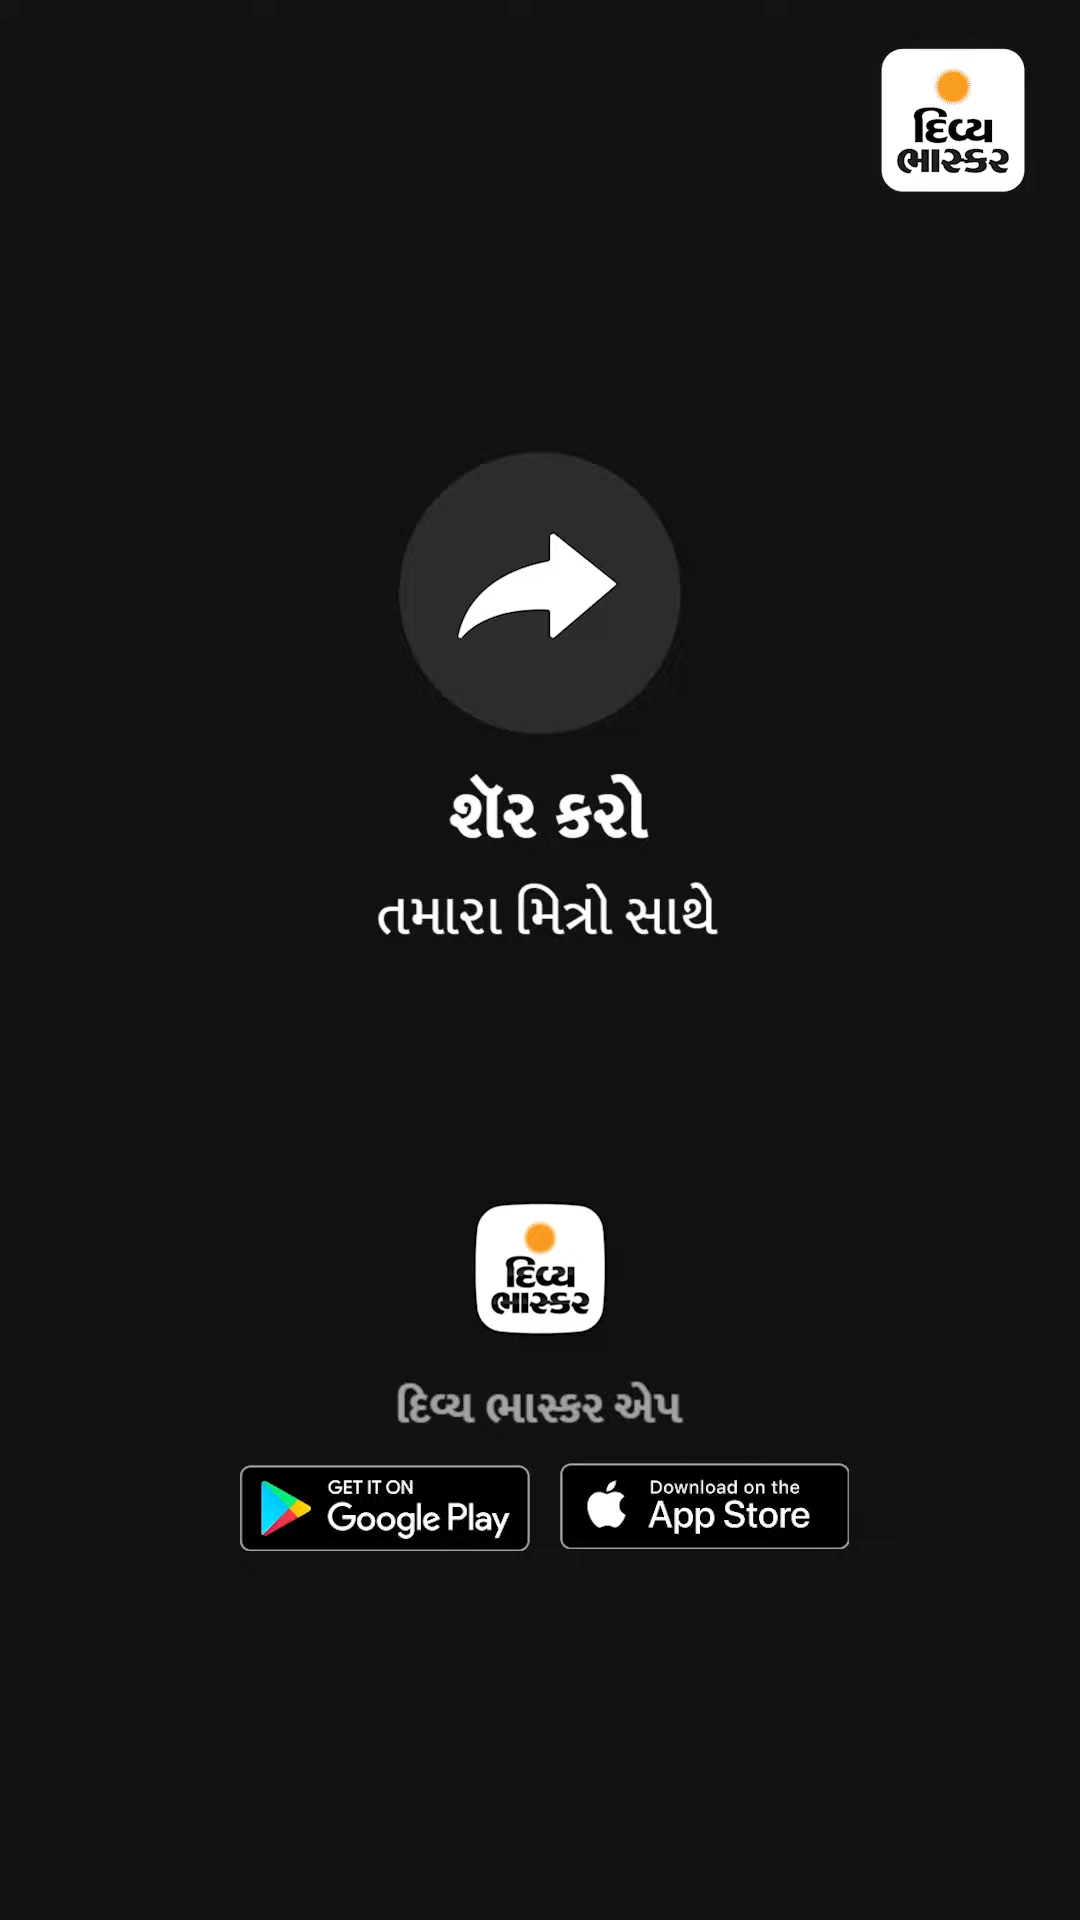 દિવ્ય
ભાસ્કર
શૅર કરો
તમારા મિત્રો સાથે
દિવ્ય
ભાસ્કર
દિવ્ય ભાસ્કર એપ
GET IT ON
Google Play
Download on the
App Store